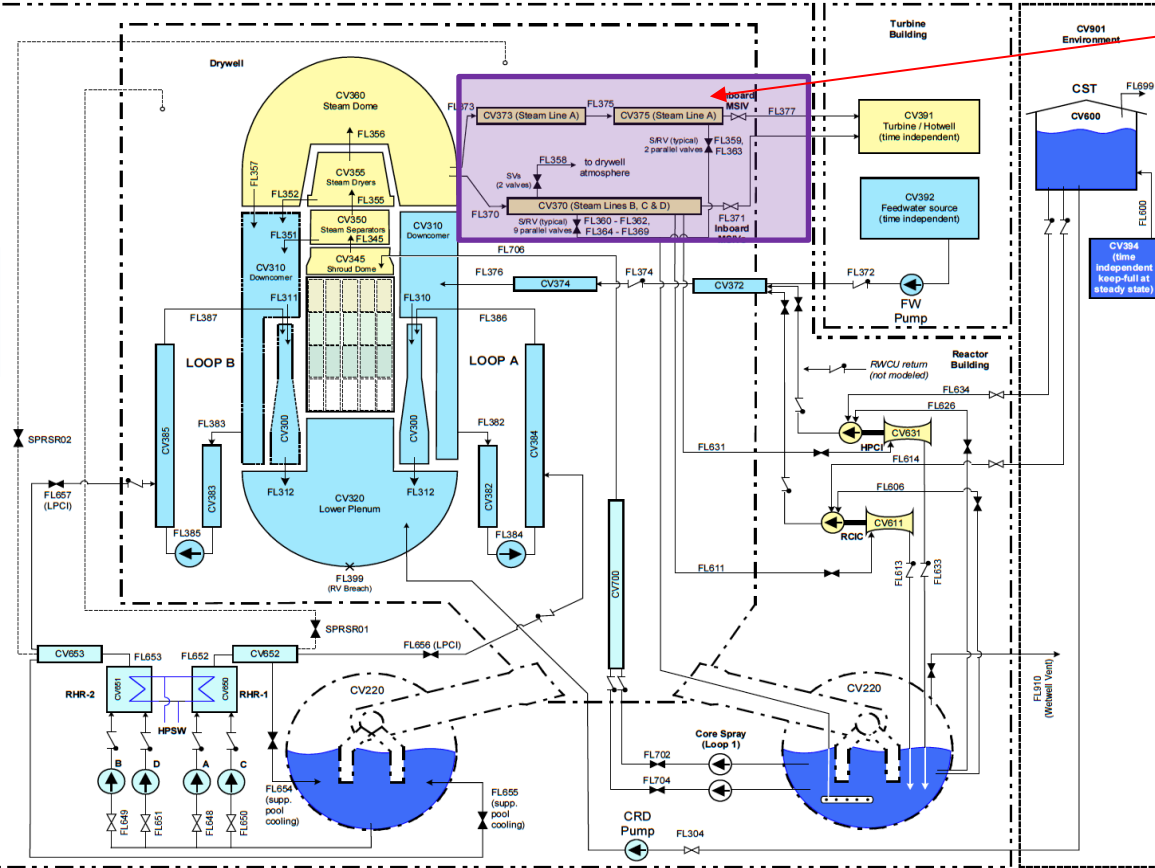 Turbine
Building
CV901
Environment
Drywell
CST
FL699
CV600
CV360
Steam Dome
FL373
FL375
Inboard
MSIV
FL377
CV373 (Steam Line A)
CV375 (Steam Line A)
CV391
Turbine / Hotwell
(time independent)
FL356
S/RV (typical)
2 parallel valves
FL359,
FL363
FL357
CV355
Steam Dryers
FL352
FL355
FL358
to drywell
atmosphere
SVs
(2 valves)
CV392
Feedwater source
(time independent)
FL600
FL370
CV370 (Steam Lines B, C & D)
CV350
Steam Separators
FL351
FL345
CV310
Downcomer
S/RV (typical)
9 parallel valves
FL360 - FL362,
FL364 - FL369
FL371
Inboard
CV394
(time
independent
keep-full at
steady state)
FL706
CV345
Shroud Dome
CV310
Downcomer
FL376
CV374
FL374
CV372
FL372
FW
Pump
FL311
FL310
FL387
FL386
LOOP B
LOOP A
Reactor
Building
RWCU return
(not modeled)
FL634
FL626
CV385
FL383
CV300
CV300
FL382
CV384
SPRSR02
CV631
HPCI
FL631
FL614
FL657
(LPCI)
CV383
FL312
FL312
CV320
Lower Plenum
CV382
FL606
CV611
RCIC
FL385
FL384
FL399
(RV Breach)
CV700
FL611
FL613
FL633
SPRSR01
FL656 (LPCI)
CV653
FL653
FL652
CV652
RHR-2
CV651
CV650
RHR-1
HPSW
CV220
CV220
FL910
(Wetwell Vent)
Core Spray
(Loop 1)
FL702
FL704
B
D
A
C
FL654
(supp.
pool
cooling)
FL655
(supp.
pool
cooling)
FL649
FL651
FL648
FL650
CRD
Pump
FL304